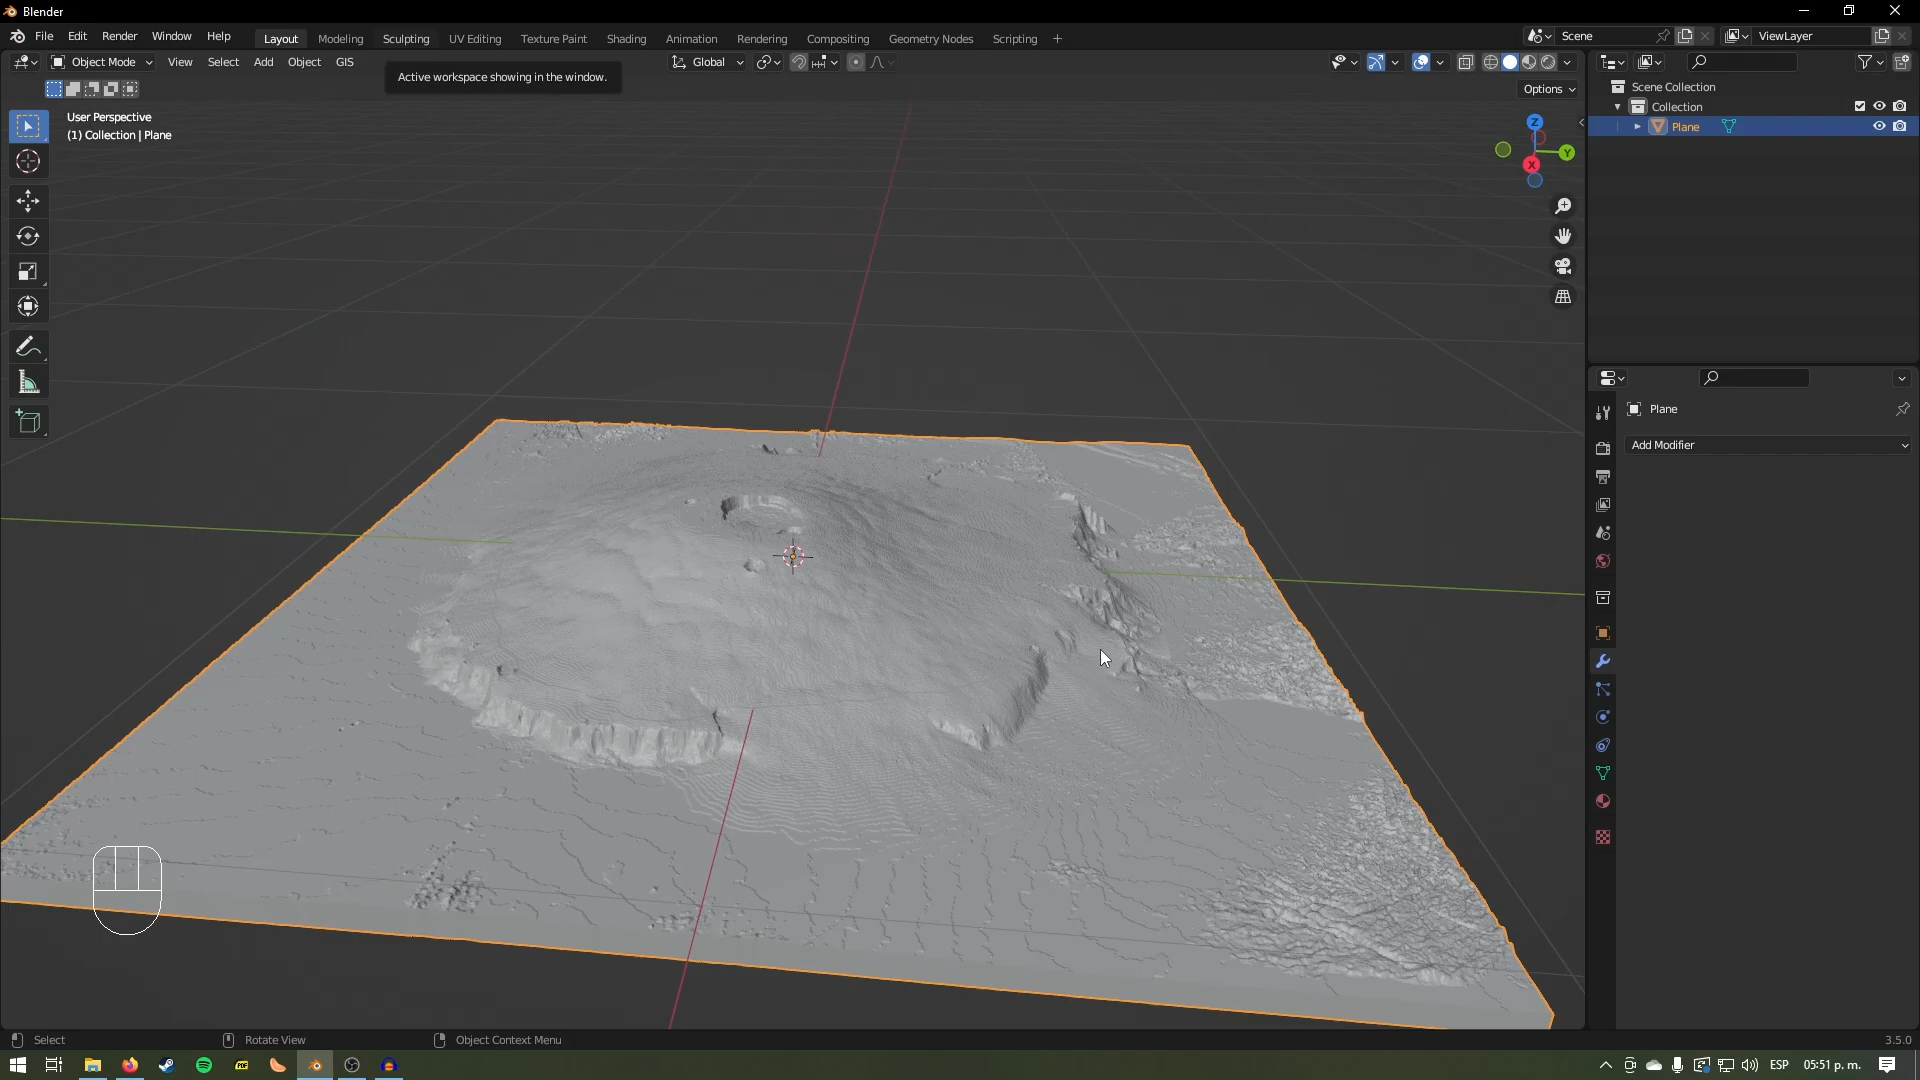 Blender
File Edit Render Window Help Layout Modeling Sculpting UV Editing Texture Paint Shading Animation Rendering Compositing Geometry Nodes Scripting + Scene ViewLayer
Object Mode View Select Add Object GIS Global
Active workspace showing in the window.
Options
User Perspective
(1) Collection | Plane
Z
Y
X
Scene Collection
Collection
Plane
Plane
Add Modifier
Select Rotate View Object Context Menu 3.5.0
PDF
ESP 05:51 p. m.